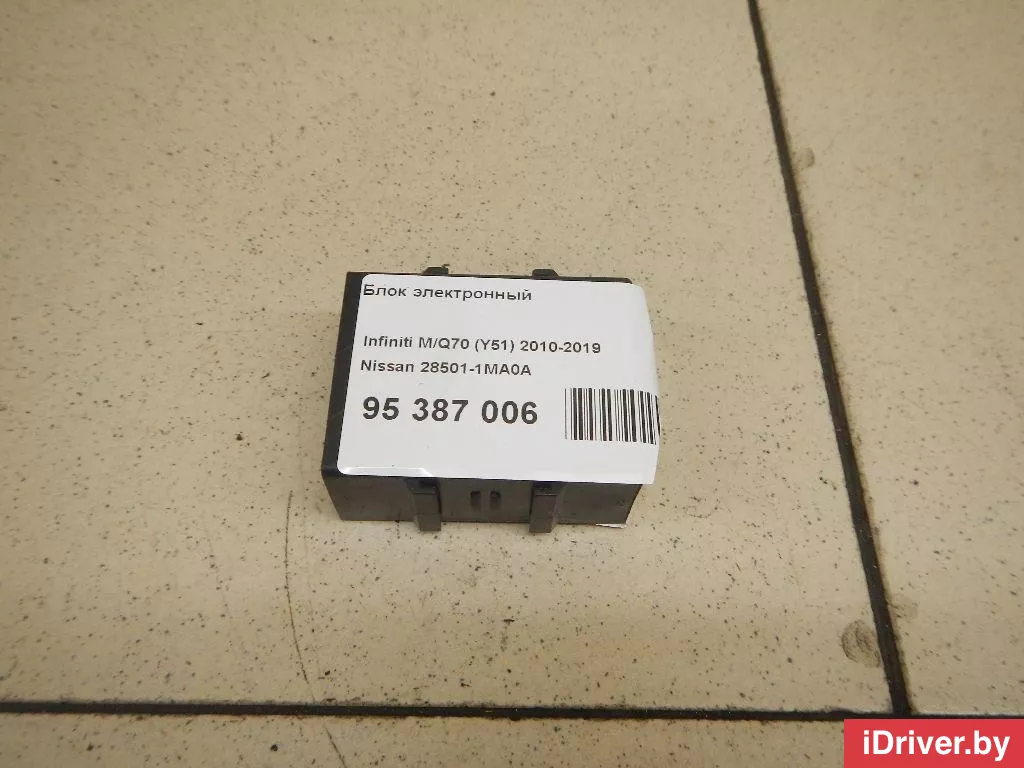 Блок электронный
Infiniti M/Q70 (Y51) 2010-2019
Nissan 28501-1MA0A
95 387 006
iDriver.by